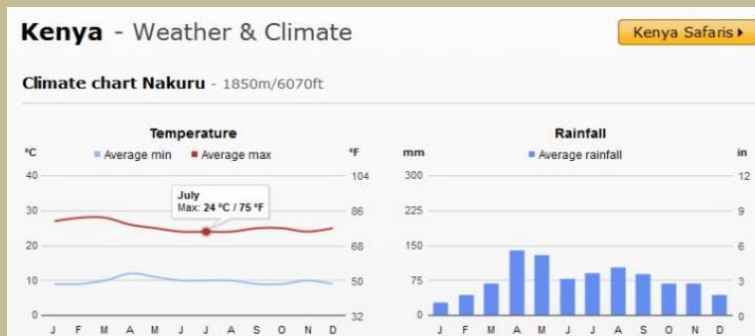 Kenya - Weather & Climate
Kenya Safaris
Climate chart Nakuru - 1850m/6070ft
Temperature
°C
Average min
Average max
°F
40
104
30
86
20
68
10
50
0
32
July
Max: 24 °C / 75 °F
J F M A M J J A S O N D
Rainfall
mm
Average rainfall
in
300
12
225
9
150
6
75
3
0
0
J F M A M J J A S O N D